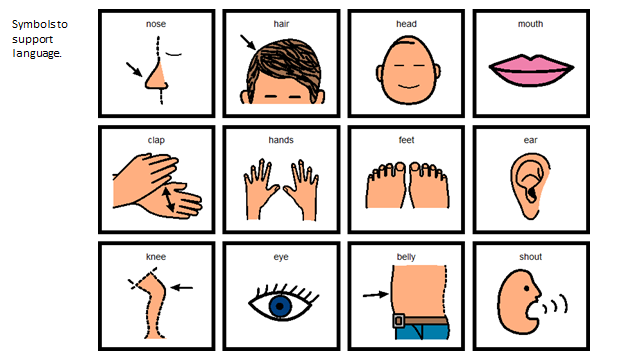 Symbols to
support
language.
nose
hair
head
mouth
clap
hands
feet
ear
knee
eye
belly
shout